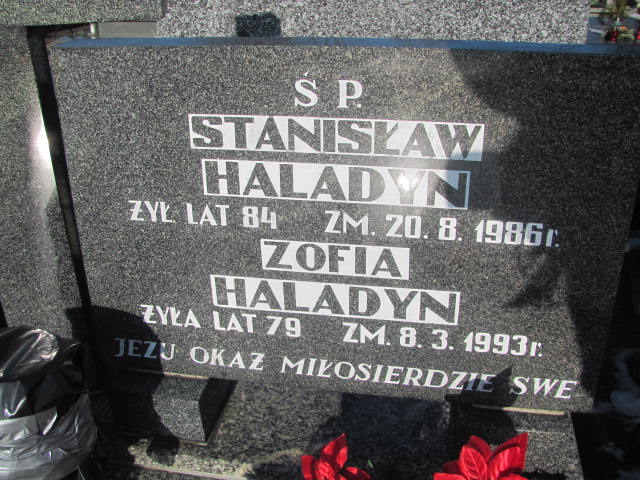 Ś P.
STANISŁAW
HALADYN
ŻYŁ LAT 84 ZM. 20. 8. 1986 r.
ZOFIA
HALADYN
ŻYŁA LAT 79 ZM. 8. 3. 1993 r.
JEZU OKAŻ MIŁOSIERDZIE SWE